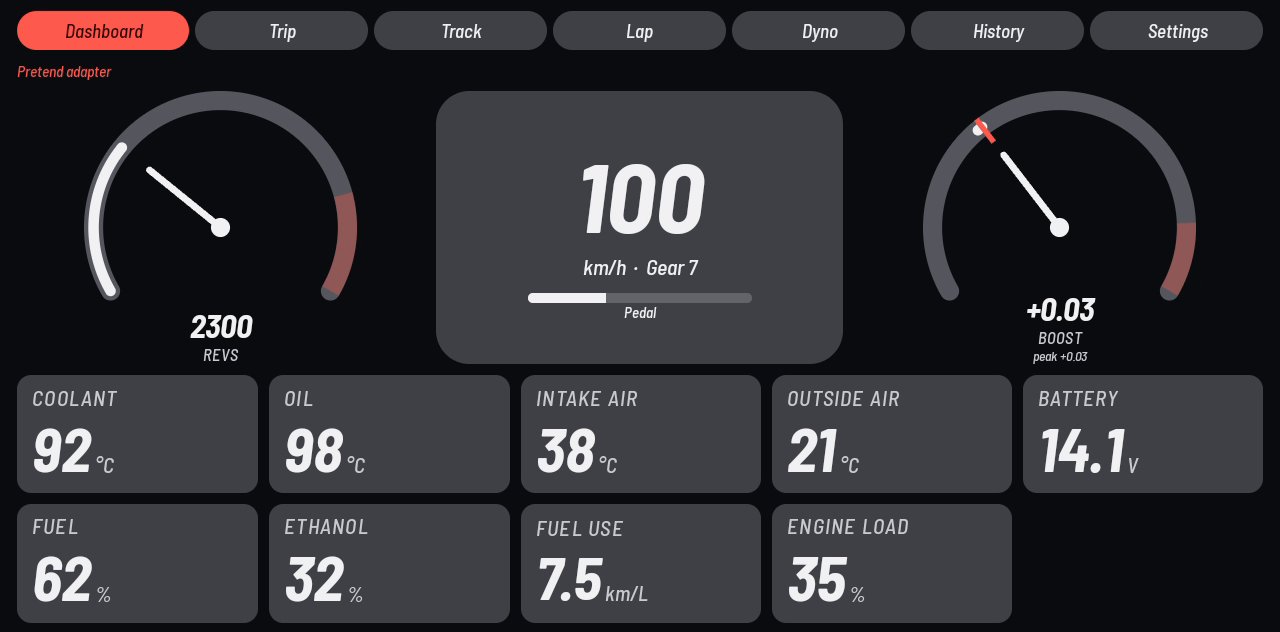 Dashboard
Trip
Track
Lap
Dyno
History
Settings
Pretend adapter
2300
REVS
100
km/h · Gear 7
Pedal
+0.03
BOOST
peak +0.03
COOLANT
92 °C
OIL
98 °C
INTAKE AIR
38 °C
OUTSIDE AIR
21 °C
BATTERY
14.1 V
FUEL
62 %
ETHANOL
32 %
FUEL USE
7.5 km/L
ENGINE LOAD
35 %